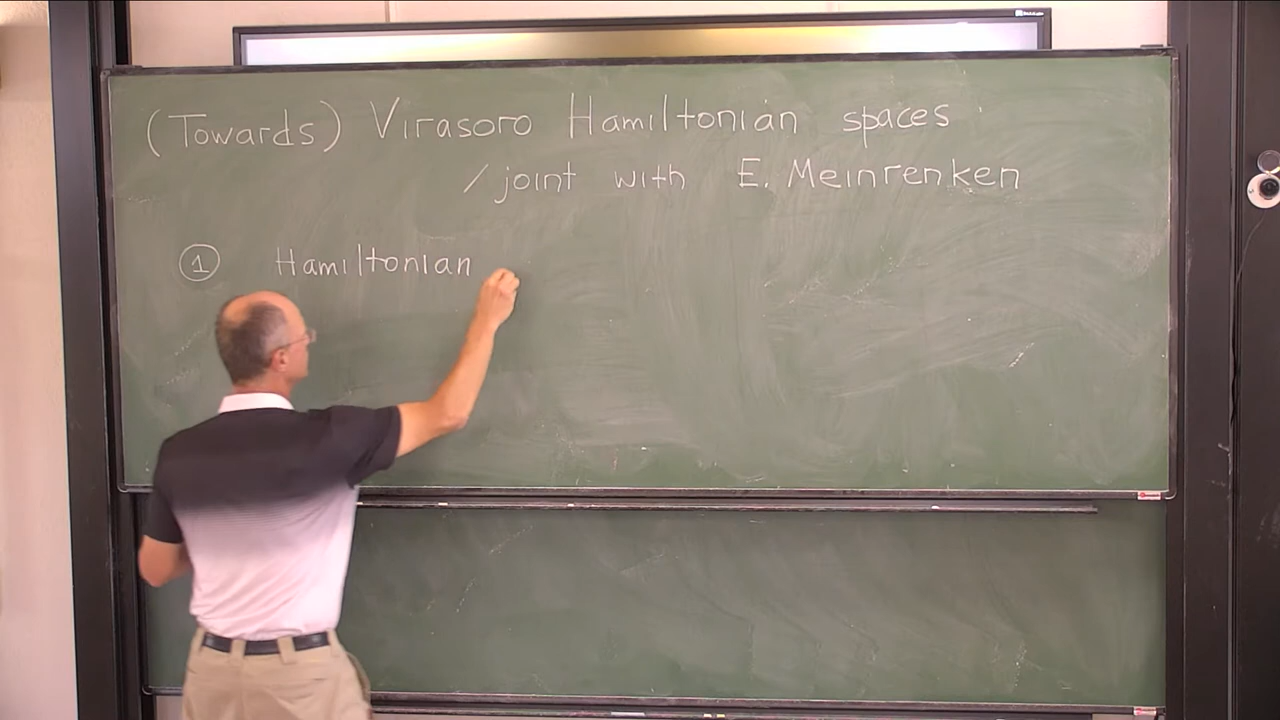 (Towards) Virasoro Hamiltonian spaces
/ joint with E. Meinrenken
① Hamiltonian